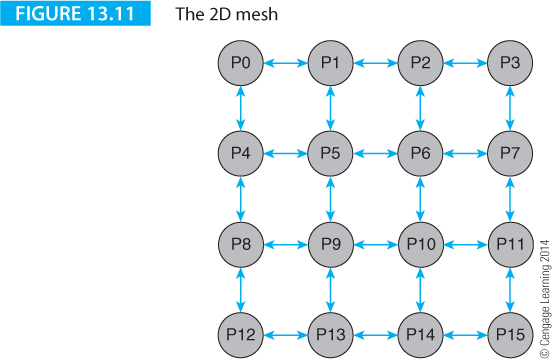 FIGURE 13.11 The 2D mesh
P0 P1 P2 P3
P4 P5 P6 P7
P8 P9 P10 P11
P12 P13 P14 P15
© Cengage Learning 2014